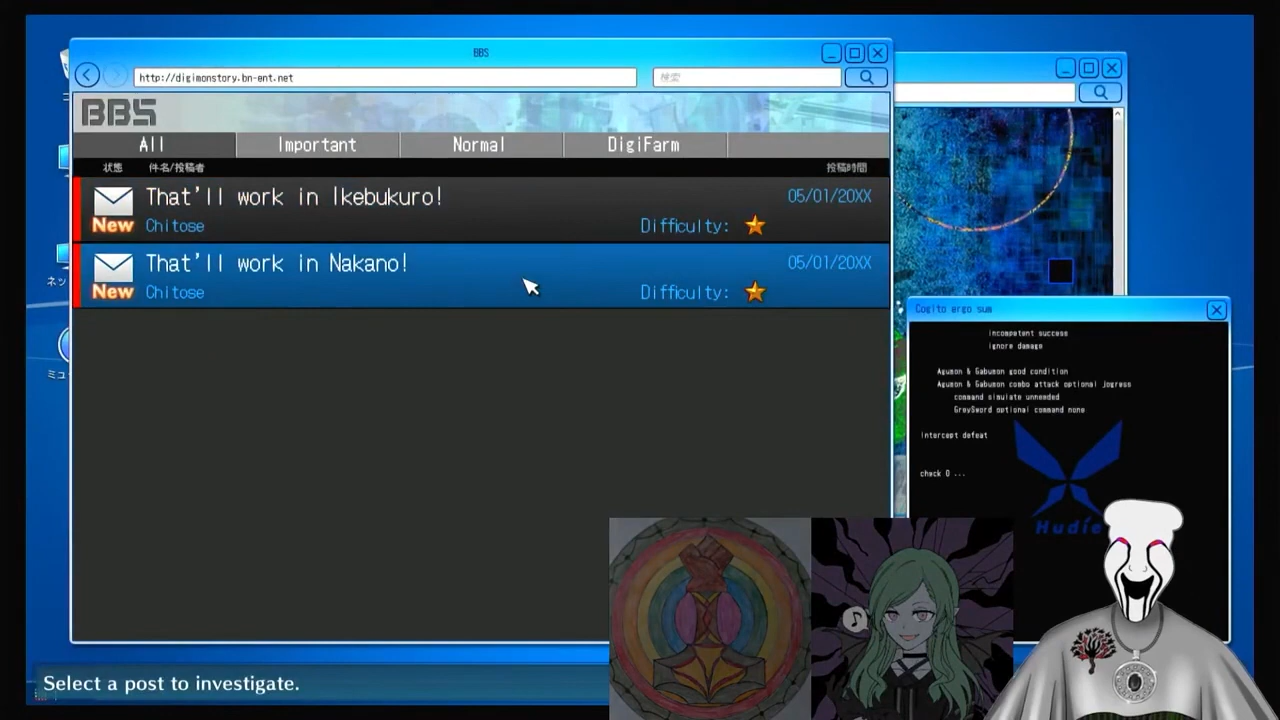 BBS
http://digimonstory.bn-ent.net
検索
BBS
All
Important
Normal
DigiFarm
状態
件名/投稿者
投稿時間
That'll work in Ikebukuro!
05/01/20XX
New
Chitose
Difficulty:
That'll work in Nakano!
05/01/20XX
New
Chitose
Difficulty:
ネッ
ミュ
Cogito ergo sum
incompetent success
ignore damage
Agumon & Gabumon good condition
Agumon & Gabumon combo attack optional jogress
command simulate unneeded
GreySword optional command none
intercept defeat
check 0 ...
Hudie
Select a post to investigate.